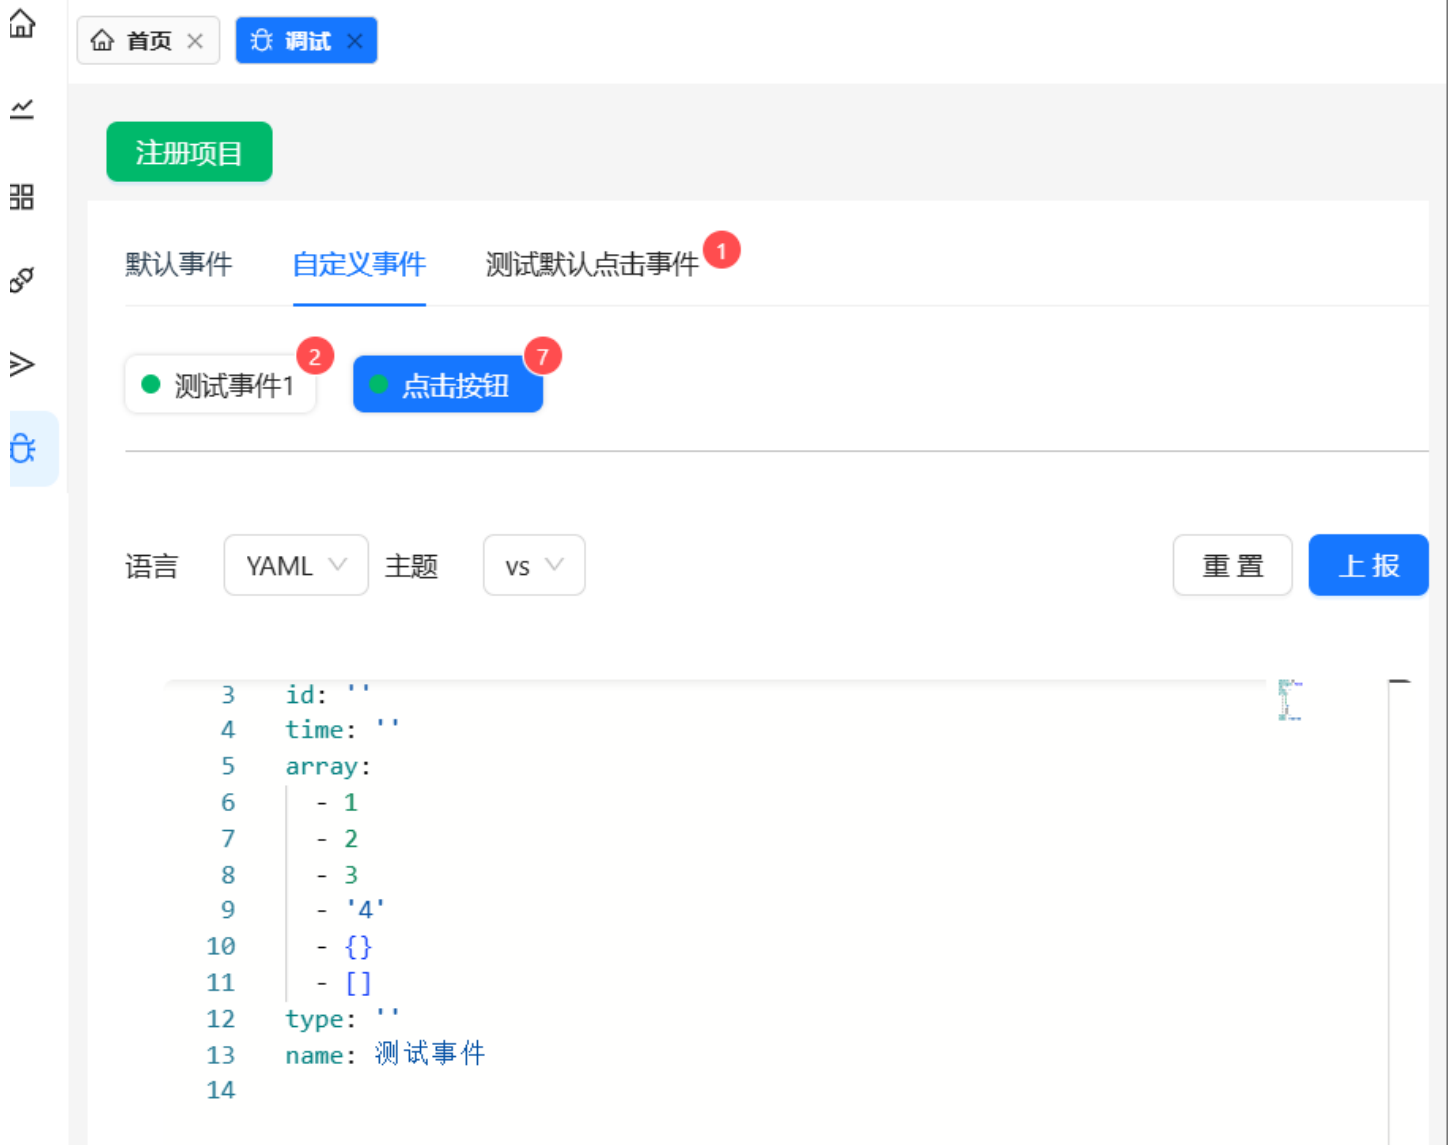 首页 调试
注册项目
默认事件 自定义事件 测试默认点击事件 1
测试事件1 2 点击按钮 7
语言 YAML 主题 vs 重置 上报
3 id: ''
4 time: ''
5 array:
6 - 1
7 - 2
8 - 3
9 - '4'
10 - {}
11 - []
12 type: ''
13 name: 测试事件
14